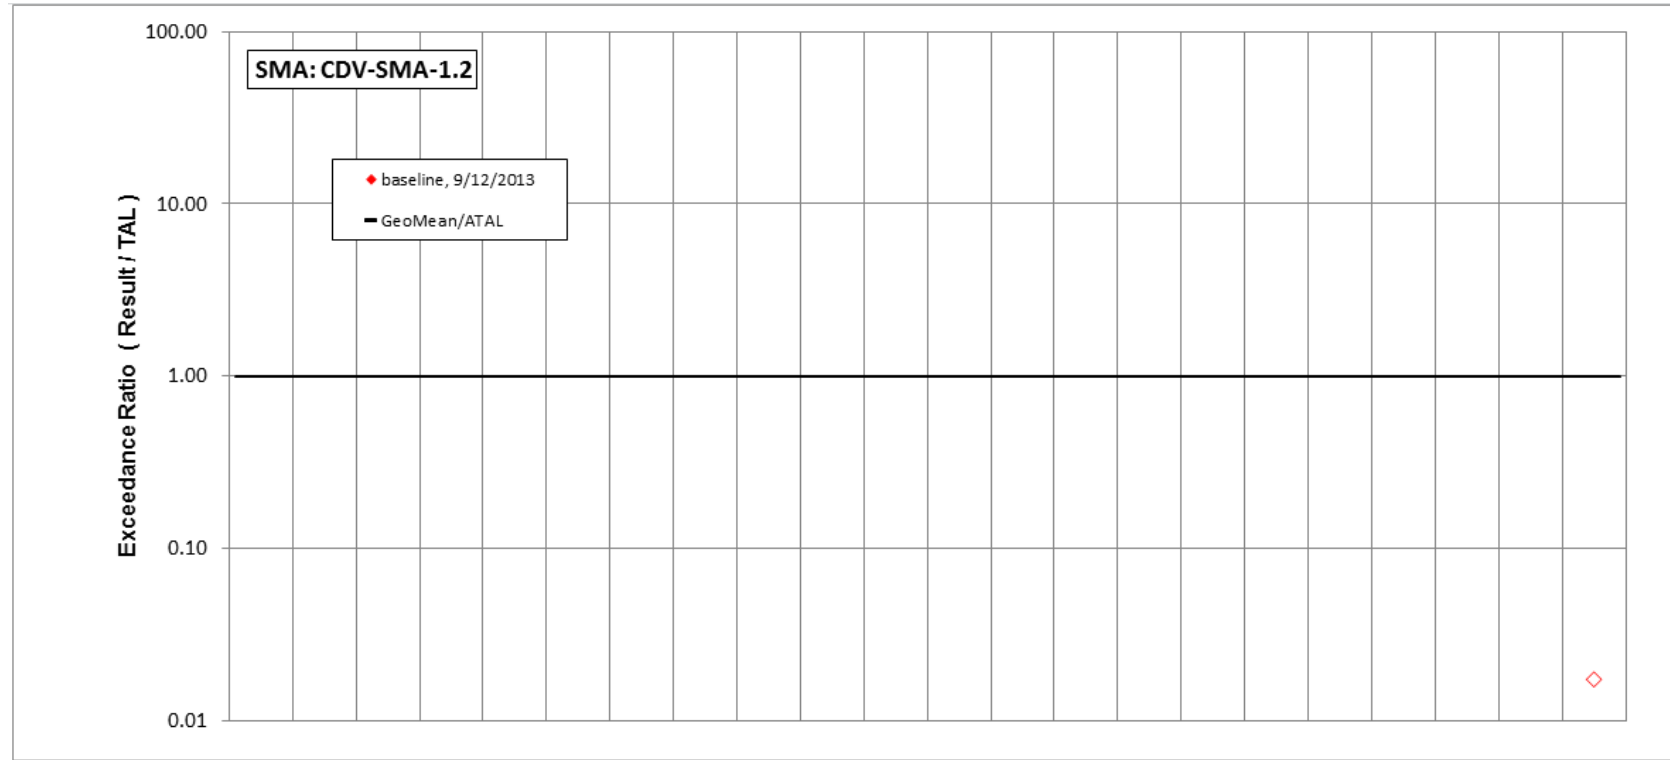 100.00
SMA: CDV-SMA-1.2
baseline, 9/12/2013
10.00
GeoMean/ATAL
Exceedance Ratio ( Result / TAL )
1.00
0.10
0.01